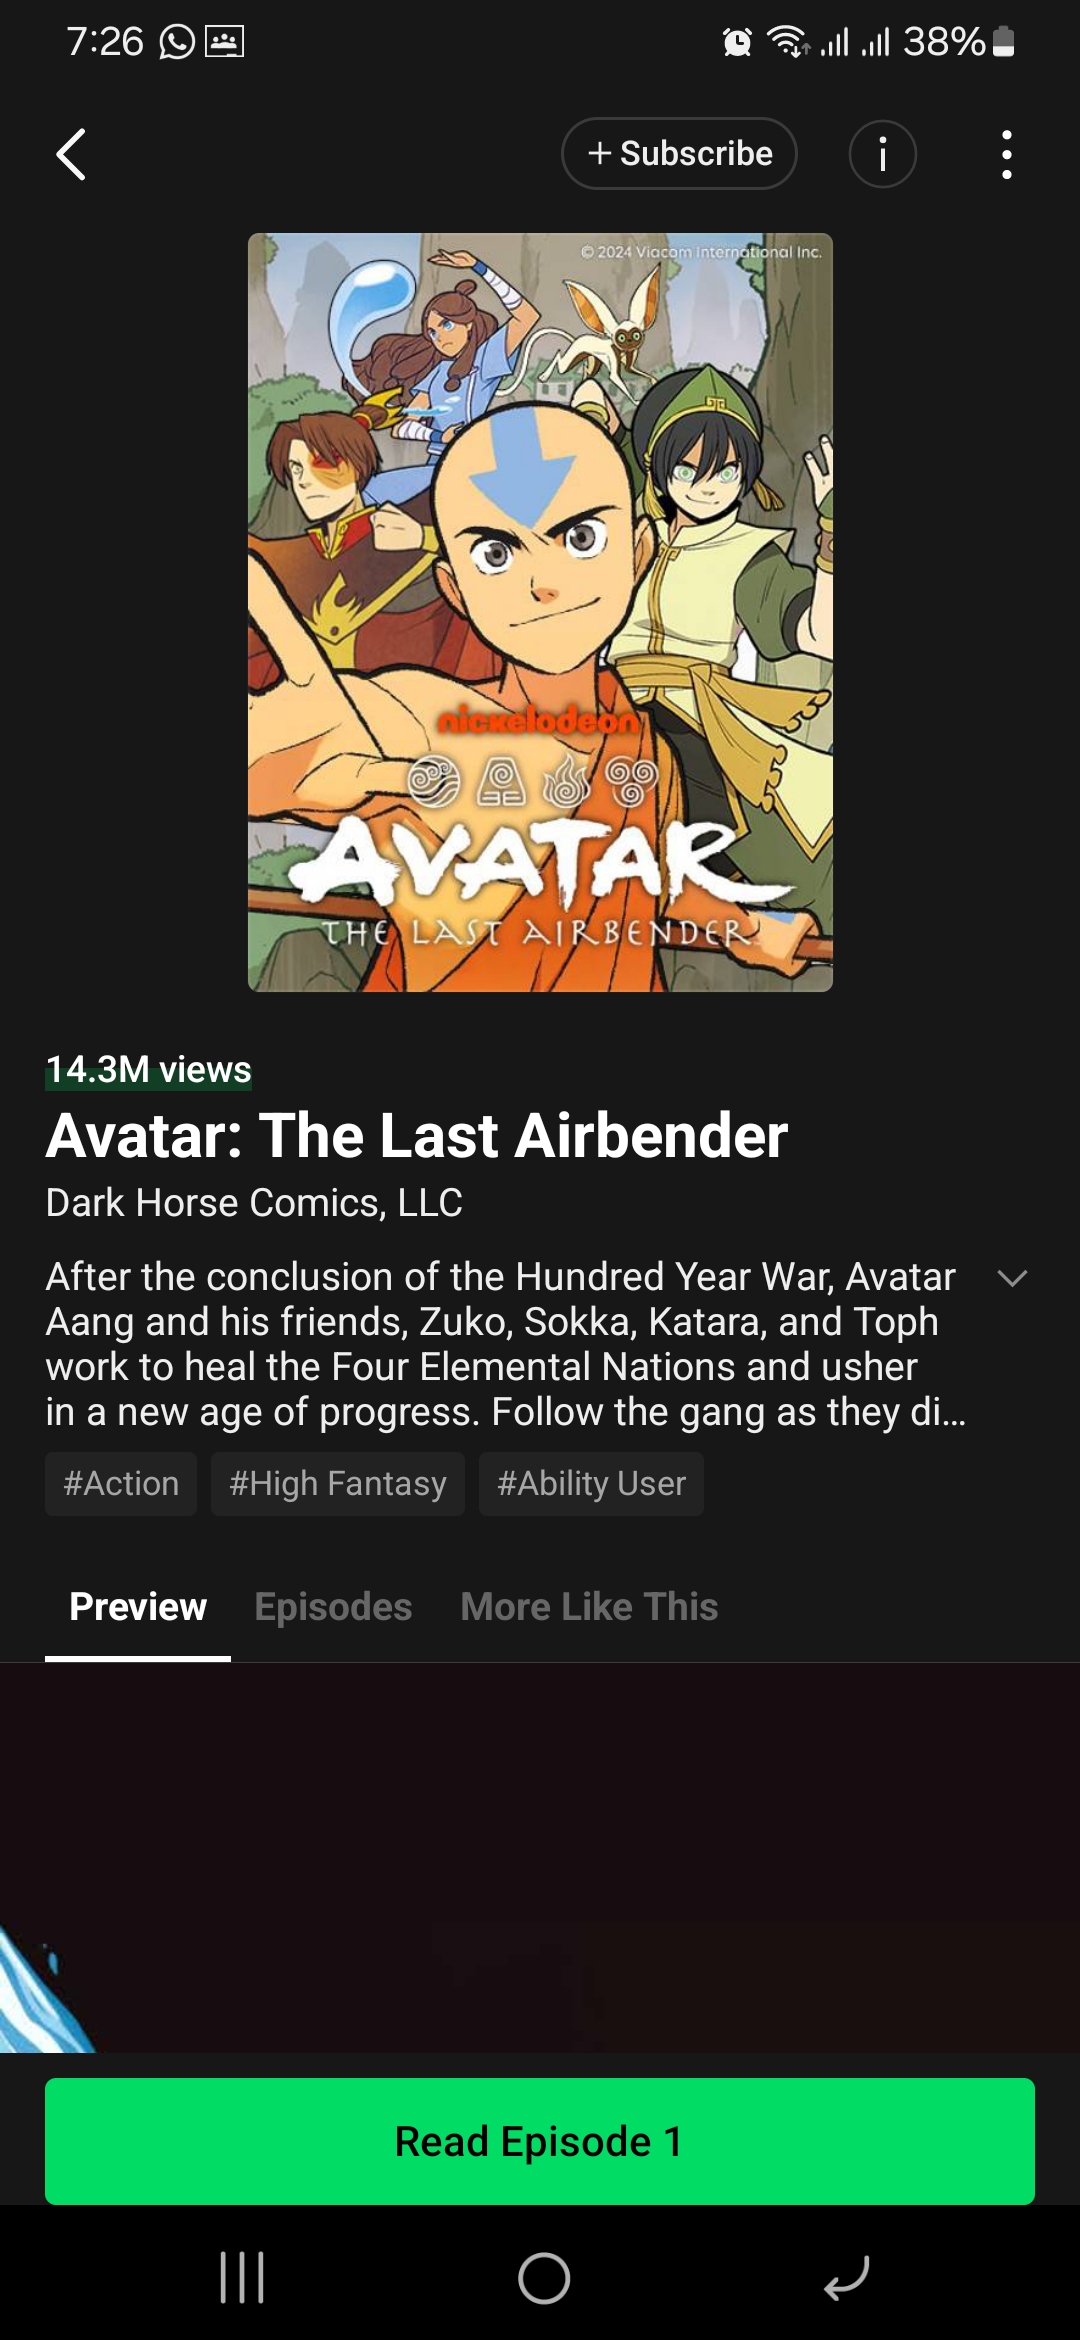 7:26
38%
+ Subscribe
© 2024 Viacom International Inc.
nickelodeon
AVATAR
THE LAST AIRBENDER
14.3M views
Avatar: The Last Airbender
Dark Horse Comics, LLC
After the conclusion of the Hundred Year War, Avatar
Aang and his friends, Zuko, Sokka, Katara, and Toph
work to heal the Four Elemental Nations and usher
in a new age of progress. Follow the gang as they di...
#Action #High Fantasy #Ability User
Preview Episodes More Like This
Read Episode 1